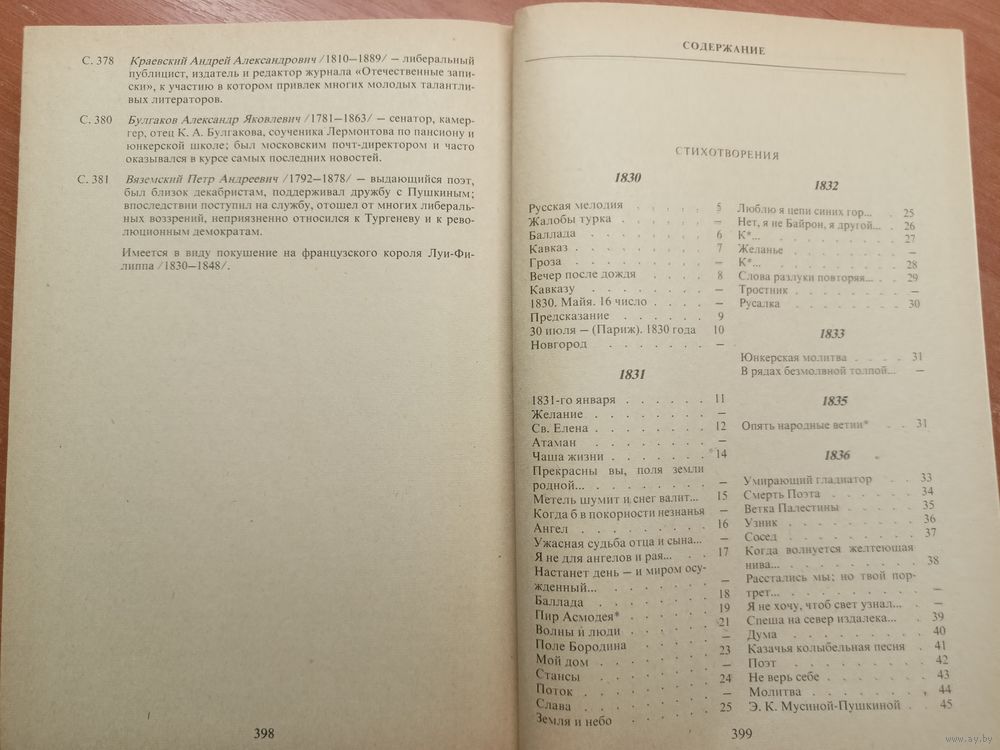 С. 378 Краевский Андрей Александрович /1810—1889/ — либеральный
публицист, издатель и редактор журнала «Отечественные запи-
ски», к участию в котором привлек многих молодых талантли-
вых литераторов.
С. 380 Булгаков Александр Яковлевич /1781—1863/ — сенатор, камер-
гер, отец К. А. Булгакова, соученика Лермонтова по пансиону и
юнкерской школе; был московским почт-директором и часто
оказывался в курсе самых последних новостей.
С. 381 Вяземский Петр Андреевич /1792—1878/ — выдающийся поэт,
был близок декабристам, поддерживал дружбу с Пушкиным;
впоследствии поступил на службу, отошел от многих либераль-
ных воззрений, неприязненно относился к Тургеневу и к рево-
люционным демократам.
Имеется в виду покушение на французского короля Луи-Фи-
липпа /1830—1848/.
398
СОДЕРЖАНИЕ
СТИХОТВОРЕНИЯ
1830
Русская мелодия . . . . . 5
Жалобы турка . . . . . —
Баллада . . . . . 6
Кавказ . . . . . 7
Гроза . . . . . —
Вечер после дождя . . . . 8
Кавказу . . . . . —
1830. Майя. 16 число . . . . —
Предсказание . . . . . 9
30 июля — (Париж). 1830 года 10
Новгород . . . . . —
1831
1831-го января . . . . . 11
Желание . . . . . —
Св. Елена . . . . . 12
Атаман . . . . . —
Чаша жизни . . . . . 14
Прекрасны вы, поля земли
родной... . . . . . —
Метель шумит и снег валит... 15
Когда б в покорности незнанья —
Ангел . . . . . 16
Ужасная судьба отца и сына... —
Я не для ангелов и рая... . . 17
Настанет день — и миром осу-
жденный... . . . . . —
Баллада . . . . . 18
Пир Асмодея* . . . . . 19
Волны и люди . . . . . 21
Поле Бородина . . . . . —
Мой дом . . . . . 23
Стансы . . . . . —
Поток . . . . . 24
Слава . . . . . —
Земля и небо . . . . . 25
1832
Люблю я цепи синих гор... . 25
Нет, я не Байрон, я другой... . 26
К*... . . . . . 27
Желанье . . . . . —
К*... . . . . . 28
Слова разлуки повторяя... . . 29
Тростник . . . . . —
Русалка . . . . . 30
1833
Юнкерская молитва . . . . 31
В рядах безмолвной толпой... —
1835
Опять народные ветии* . . 31
1836
Умирающий гладиатор . . 33
Смерть Поэта . . . . . 34
Ветка Палестины . . . . . 35
Узник . . . . . 36
Сосед . . . . . 37
Когда волнуется желтеющая
нива... . . . . . 38
Расстались мы; но твой пор-
трет... . . . . . —
Я не хочу, чтоб свет узнал... . —
Спеша на север издалека... . 39
Дума . . . . . 40
Казачья колыбельная песня . 41
Поэт . . . . . 42
Не верь себе . . . . . 43
Молитва . . . . . 44
Э. К. Мусиной-Пушкиной . . 45
399
www.ay.by